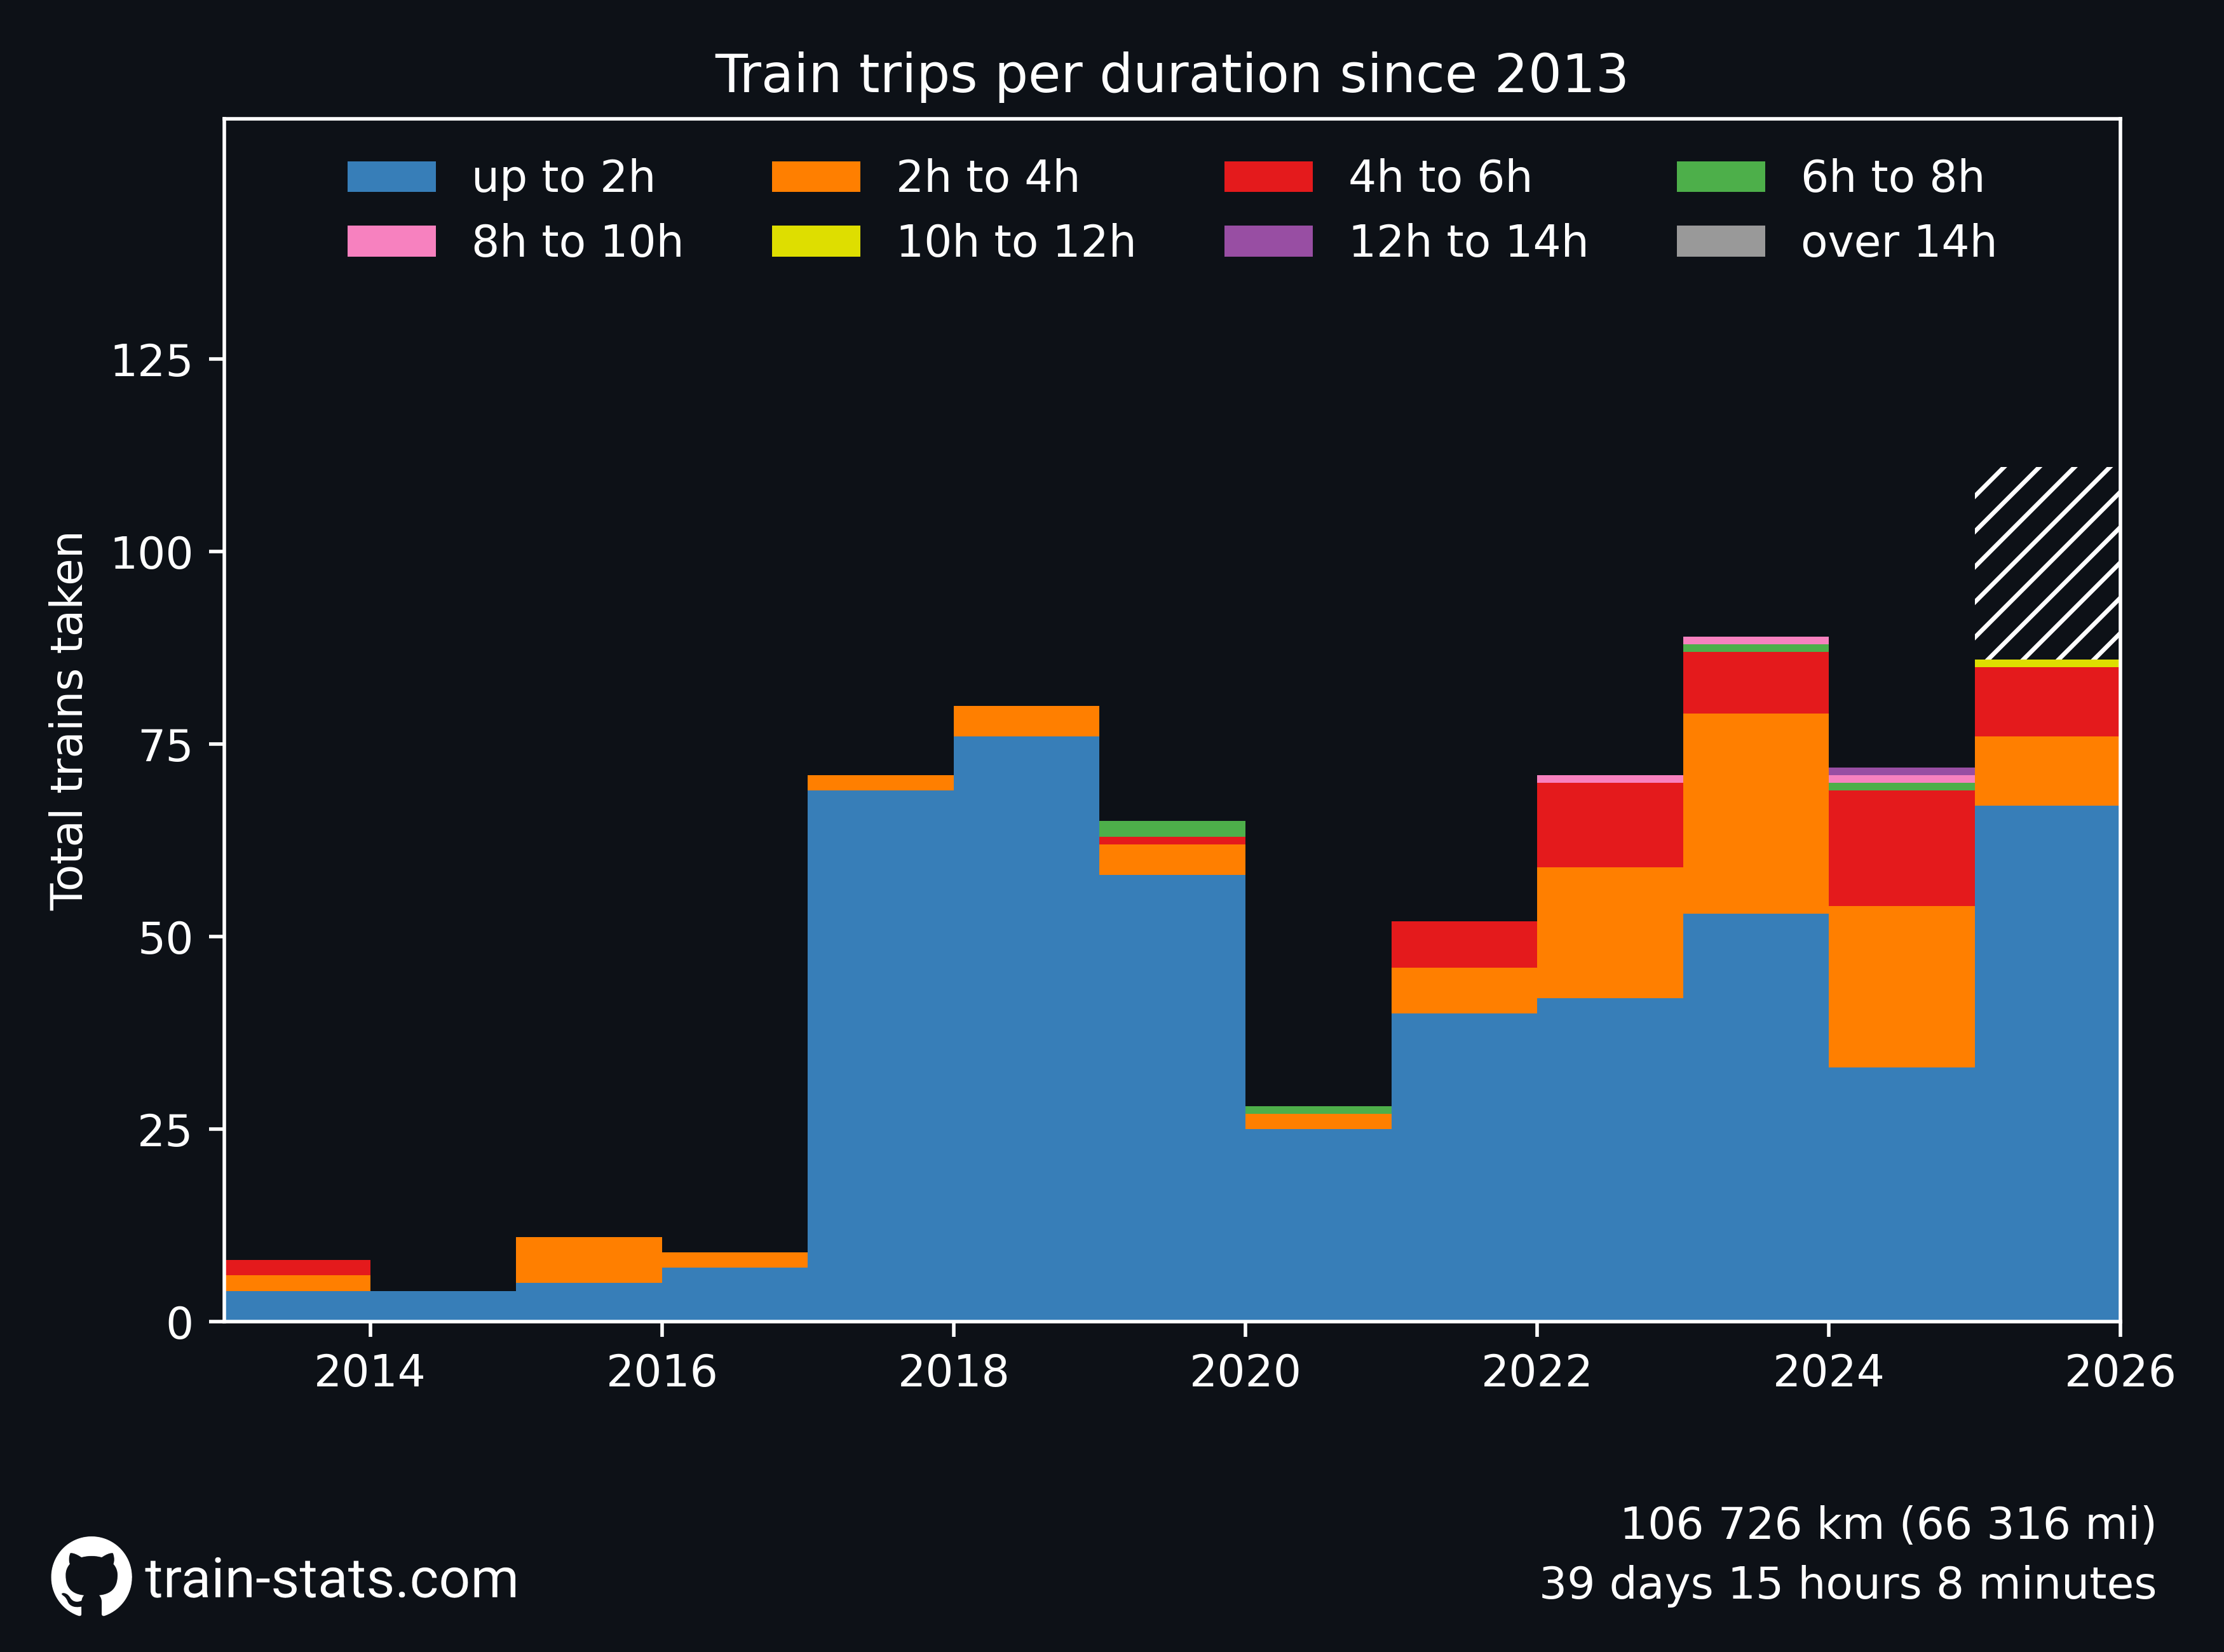 Train trips per duration since 2013
up to 2h 2h to 4h 4h to 6h 6h to 8h
8h to 10h 10h to 12h 12h to 14h over 14h
Total trains taken
125
100
75
50
25
0
2014 2016 2018 2020 2022 2024 2026
106 726 km (66 316 mi)
39 days 15 hours 8 minutes
train-stats.com